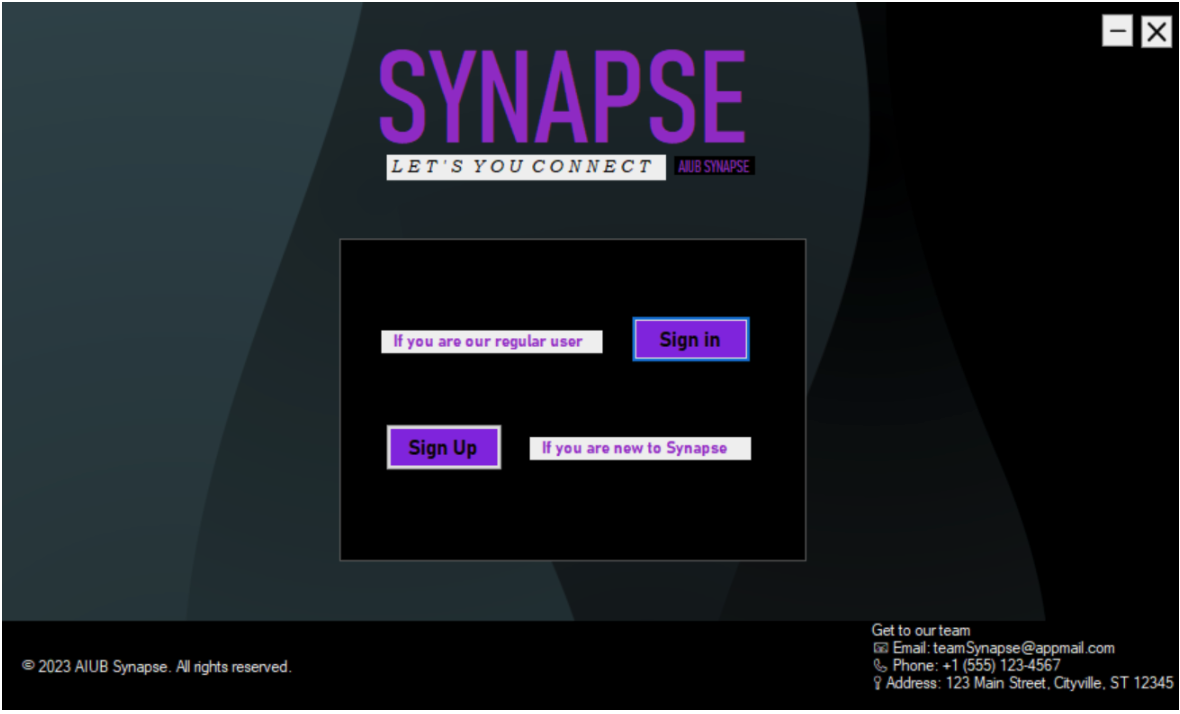 SYNAPSE
LET'S YOU CONNECT
AIUB SYNAPSE
If you are our regular user
Sign in
Sign Up
If you are new to Synapse
© 2023 AIUB Synapse. All rights reserved.
Get to our team
Email: teamSynapse@appmail.com
Phone: +1 (555) 123-4567
Address: 123 Main Street, Cityville, ST 12345